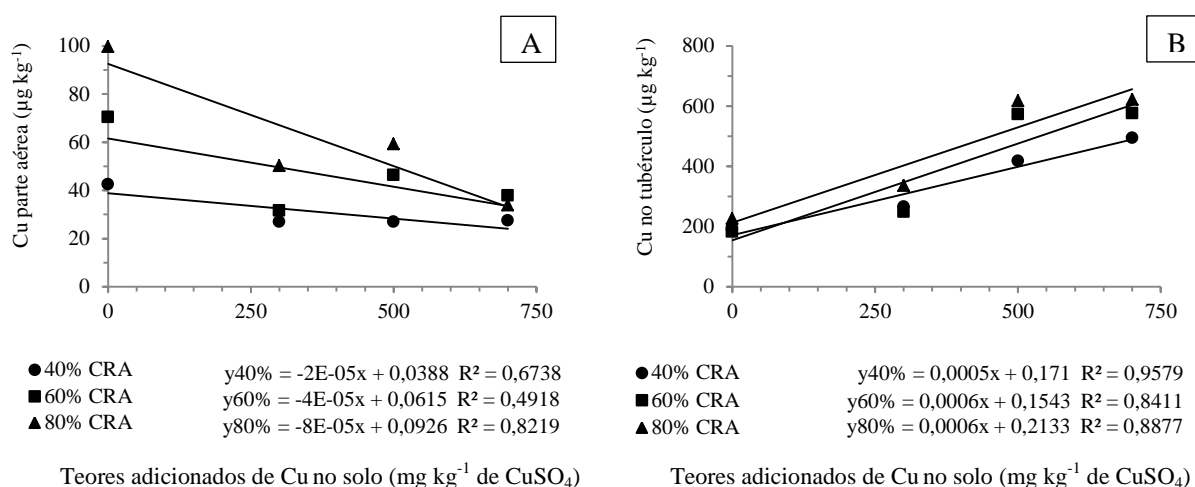 A
Cu parte aérea (µg kg⁻¹)
100
80
60
40
20
0
0 250 500 750
40% CRA y40% = -2E-05x + 0,0388 R² = 0,6738
60% CRA y60% = -4E-05x + 0,0615 R² = 0,4918
80% CRA y80% = -8E-05x + 0,0926 R² = 0,8219
Teores adicionados de Cu no solo (mg kg⁻¹ de CuSO₄)
B
Cu no tubérculo (µg kg⁻¹)
800
600
400
200
0
0 250 500 750
40% CRA y40% = 0,0005x + 0,171 R² = 0,9579
60% CRA y60% = 0,0006x + 0,1543 R² = 0,8411
80% CRA y80% = 0,0006x + 0,2133 R² = 0,8877
Teores adicionados de Cu no solo (mg kg⁻¹ de CuSO₄)